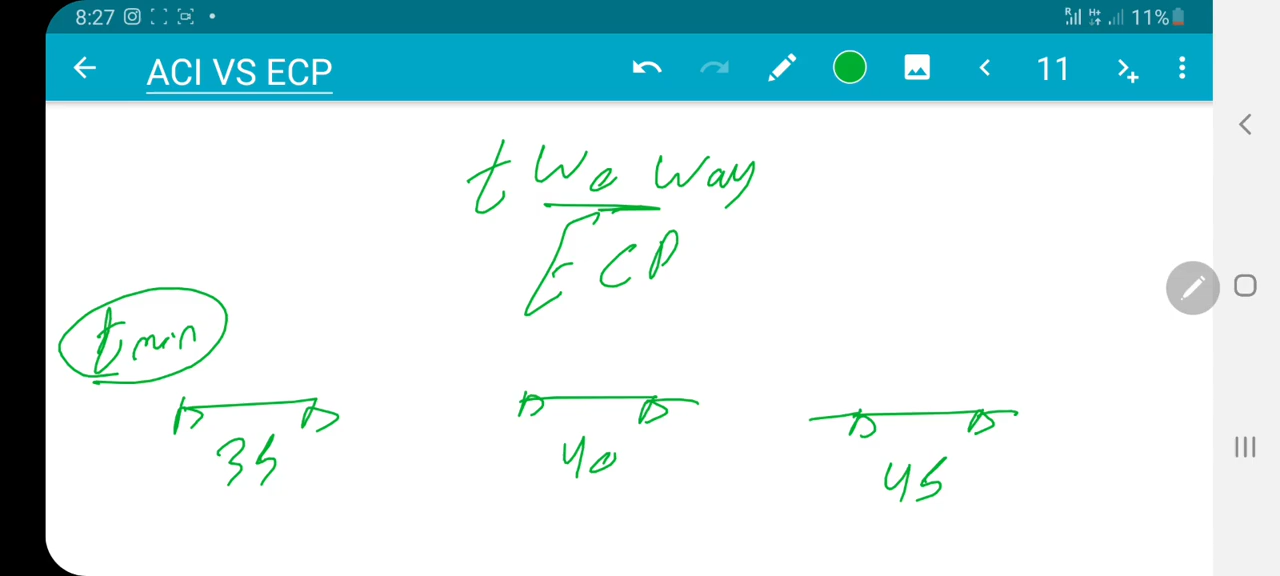 8:27 R H+ 11%
ACI VS ECP 11
two way
ECP
tmin
35 40 45